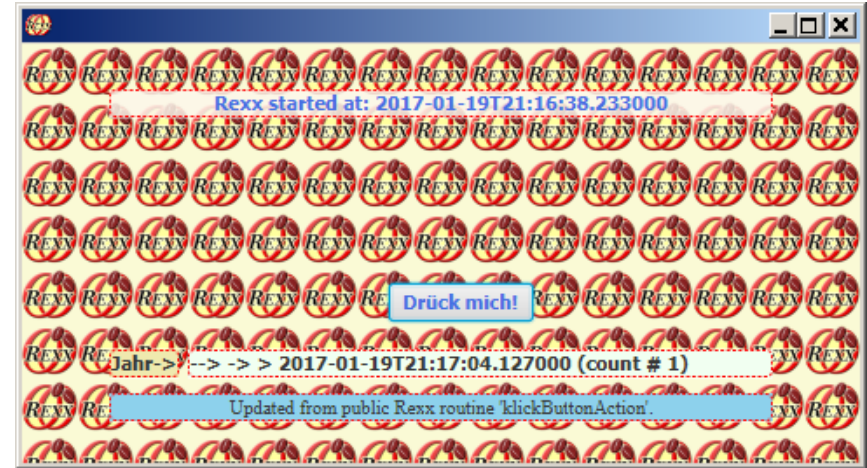 Rexx started at: 2017-01-19T21:16:38.233000
Drück mich!
Jahr-> --> -> > 2017-01-19T21:17:04.127000 (count # 1)
Updated from public Rexx routine 'klickButtonAction'.